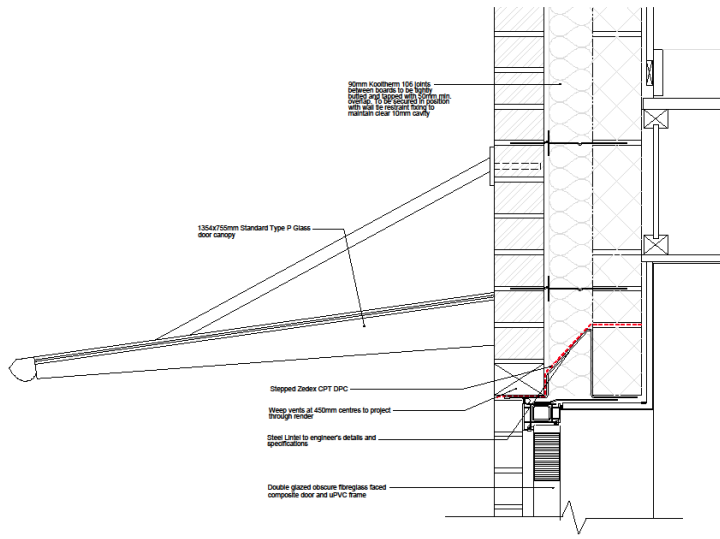 90mm Kooltherm 106 joints
between boards to be tightly
butted and tapped with 50mm min.
overlap. To be secured in position
with wall tie restraint fixing to
maintain clear 10mm cavity
1354x755mm Standard Type P Glass
door canopy
Stepped Zedex CPT DPC
Weep vents at 450mm centres to project
through render
Steel Lintel to engineer's details and
specifications
Double glazed obscure fibreglass faced
composite door and uPVC frame